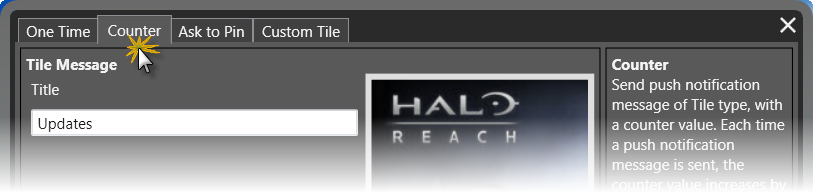 One Time
Counter
Ask to Pin
Custom Tile
Tile Message
Title
Updates
HALO
REACH
Counter
Send push notification
message of Tile type, with
a counter value. Each time
a push notification
message is sent, the
counter value increases by